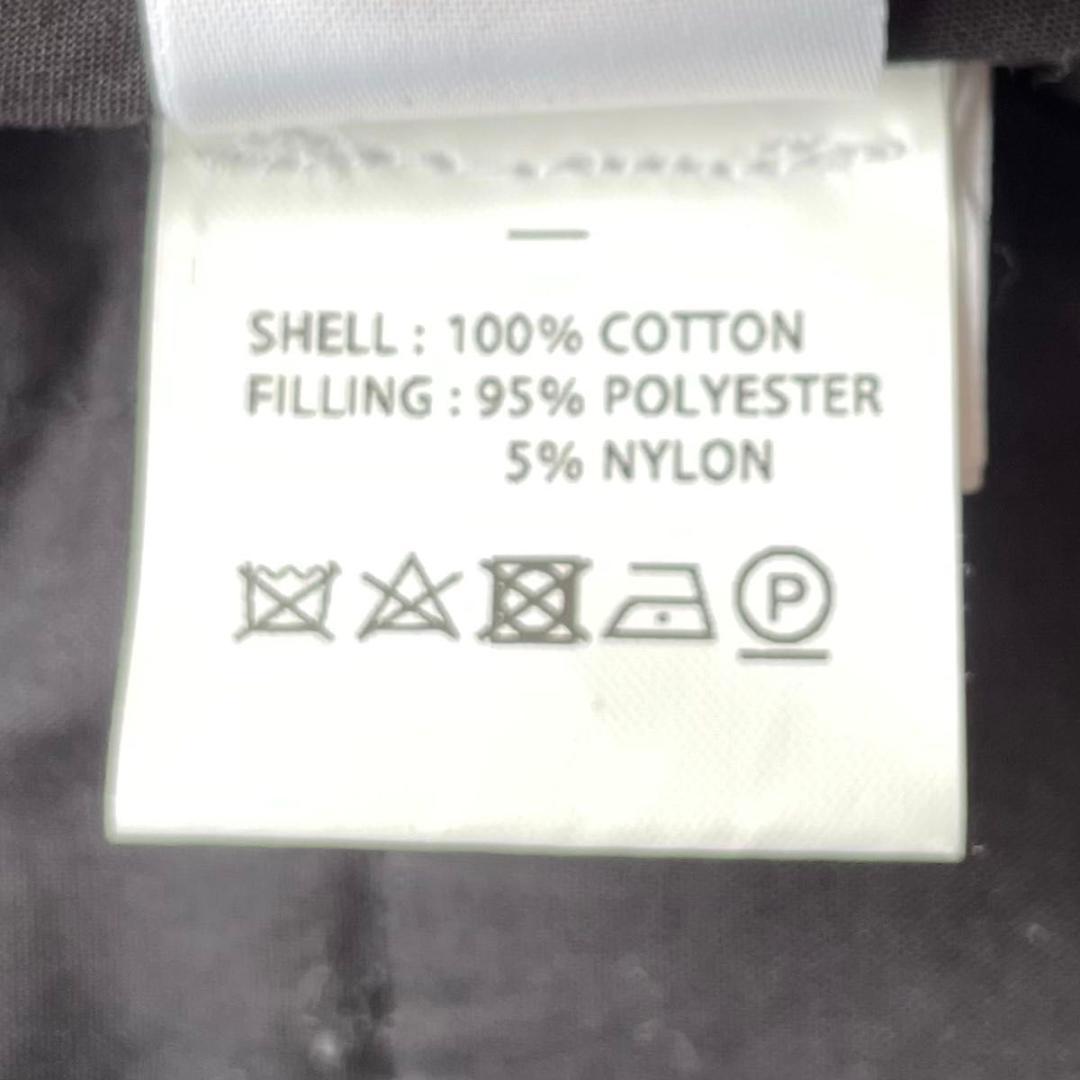 SHELL : 100% COTTON
FILLING : 95% POLYESTER
5% NYLON
P